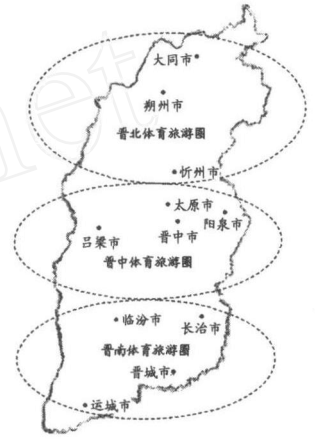 大同市
朔州市
晋北体育旅游圈
忻州市
太原市
阳泉市
晋中市
吕梁市
晋中体育旅游圈
临汾市
长治市
晋南体育旅游圈
晋城市
运城市